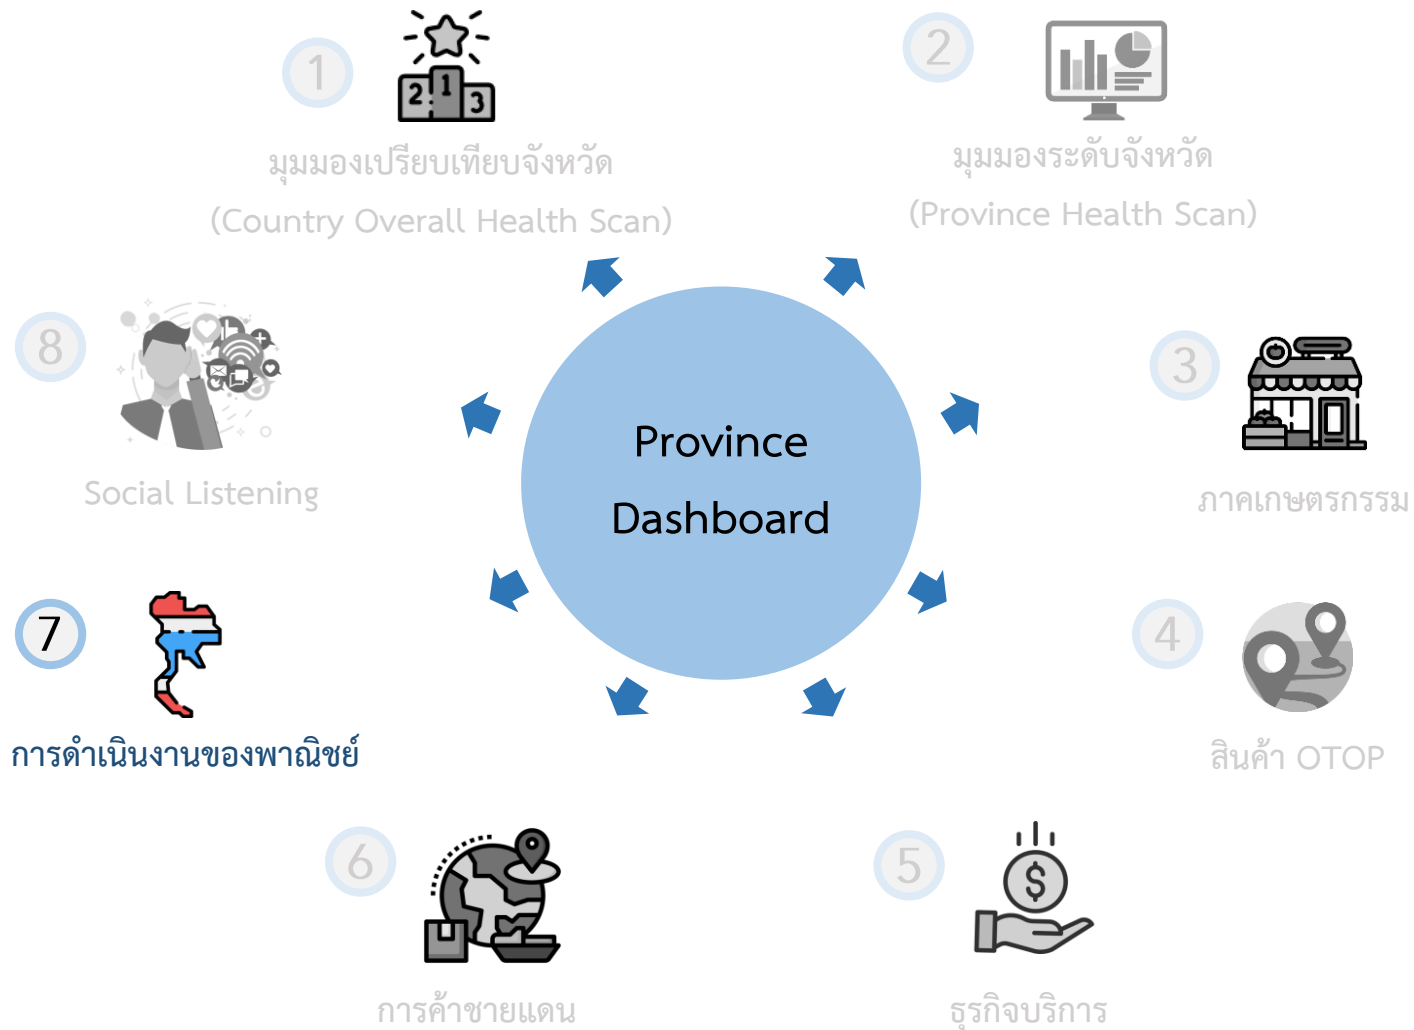 1
2 1 3
มุมมองเปรียบเทียบจังหวัด
(Country Overall Health Scan)
2
มุมมองระดับจังหวัด
(Province Health Scan)
3
ภาคเกษตรกรรม
4
สินค้า OTOP
5
$
ธุรกิจบริการ
6
การค้าชายแดน
7
การดำเนินงานของพาณิชย์
8
Social Listening
Province
Dashboard